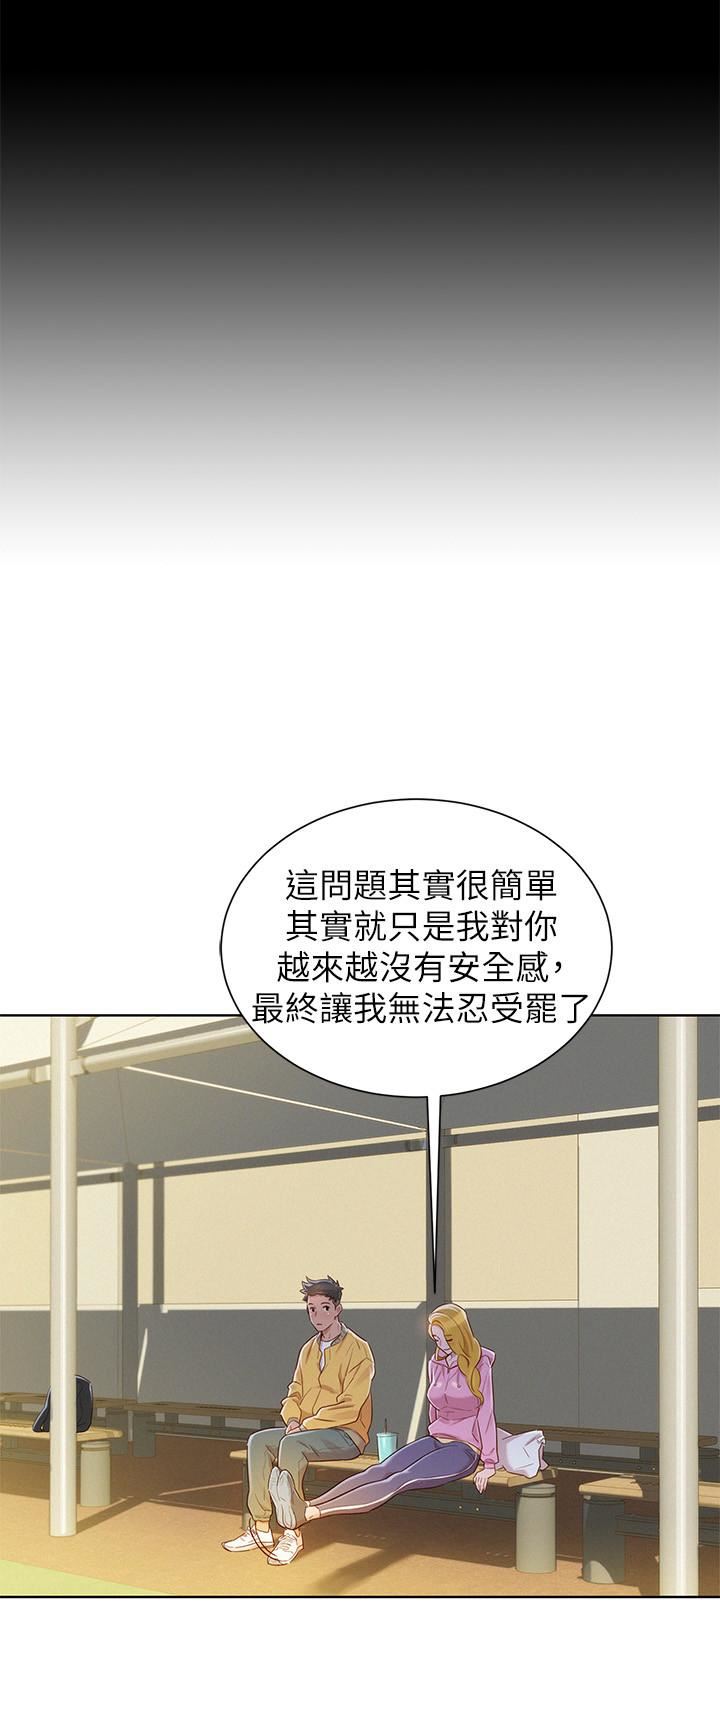 這問題其實很簡單
其實就只是我對你
越來越沒有安全感，
最終讓我無法忍受罷了